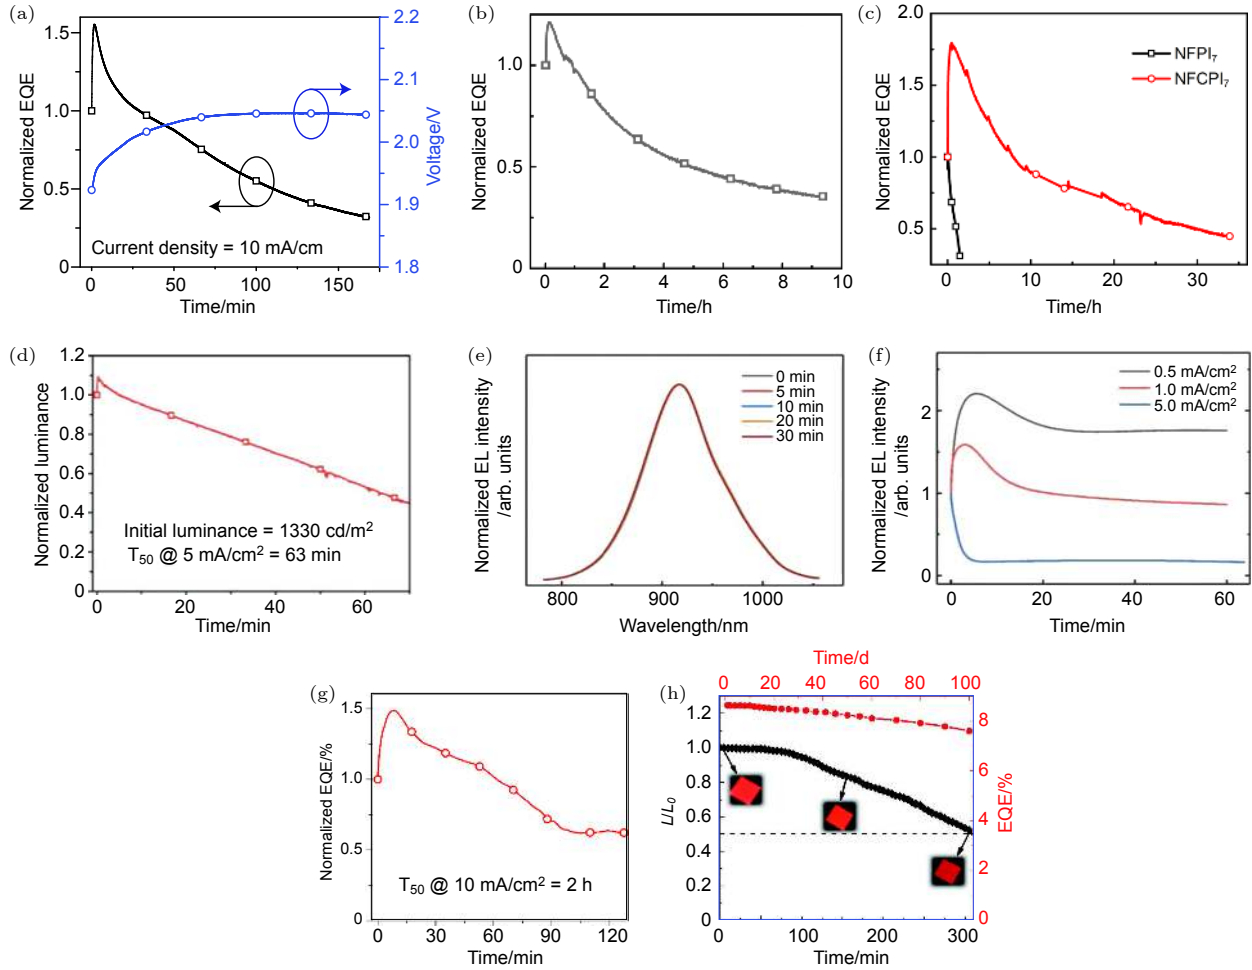 (a)
Normalized EQE
1.5
1.0
0.5
0
2.2
2.1
2.0
1.9
1.8
Voltage/V
Current density = 10 mA/cm
0 50 100 150
Time/min
(b)
Normalized EQE
1.0
0.5
0
0 2 4 6 8 10
Time/h
(c)
Normalized EQE
2.0
1.5
1.0
0.5
NFPI₇
NFCPI₇
0 10 20 30
Time/h
(d)
Normalized luminance
1.2
1.0
0.8
0.6
0.4
0.2
0
Initial luminance = 1330 cd/m²
T₅₀ @ 5 mA/cm² = 63 min
0 20 40 60
Time/min
(e)
Normalized EL intensity
/arb. units
0 min
5 min
10 min
20 min
30 min
800 900 1000
Wavelength/nm
(f)
Normalized EL intensity
/arb. units
2
1
0
0.5 mA/cm²
1.0 mA/cm²
5.0 mA/cm²
0 20 40 60
Time/min
(g)
Normalized EQE/%
1.5
1.0
0.5
0
T₅₀ @ 10 mA/cm² = 2 h
0 30 60 90 120
Time/min
(h)
Time/d
0 20 40 60 80 100
L/L₀
1.2
1.0
0.8
0.6
0.4
0.2
0
8
6
4
2
0
EQE/%
0 100 200 300
Time/min